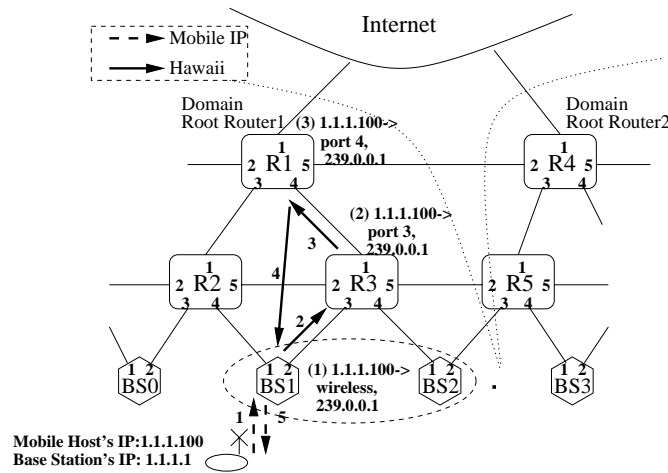 Internet
Mobile IP
Hawaii
Domain
Root Router1
(3) 1.1.1.100->
port 4,
239.0.0.1
Domain
Root Router2
1
2 R1 5
3 4
1
2 R4 5
3 4
(2) 1.1.1.100->
port 3,
239.0.0.1
3
4
1
2 R2 5
3 4
1
2 R3 5
3 4
1
2 R5 5
3 4
2
1 2
BS0
1 2
BS1
(1) 1.1.1.100->
wireless,
239.0.0.1
1 2
BS2
.
1 2
BS3
1
5
Mobile Host's IP:1.1.1.100
Base Station's IP: 1.1.1.1